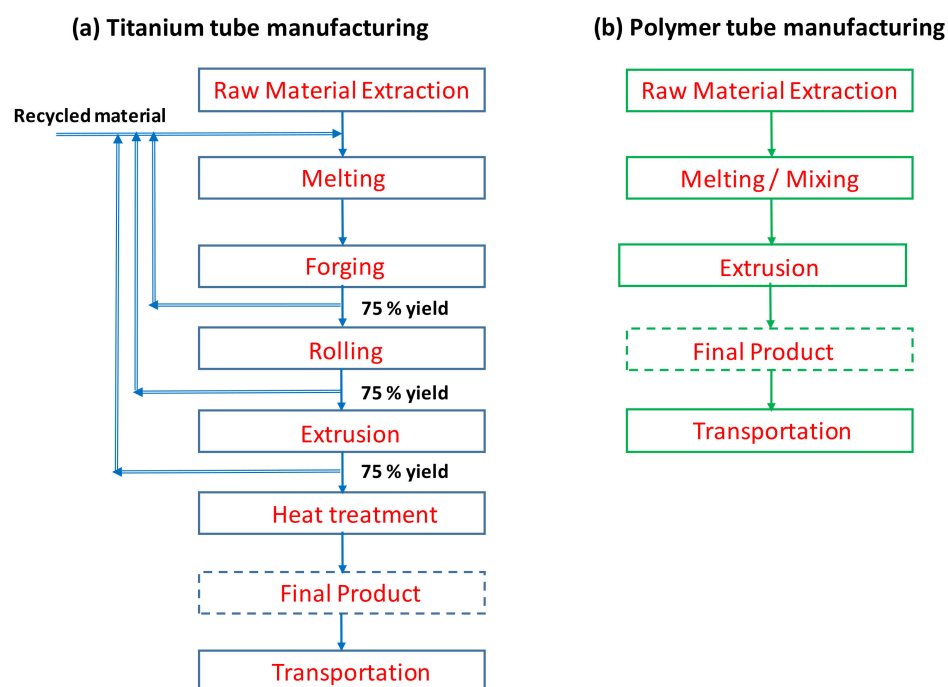 (a) Titanium tube manufacturing
Raw Material Extraction
Recycled material
Melting
Forging
75 % yield
Rolling
75 % yield
Extrusion
75 % yield
Heat treatment
Final Product
Transportation
(b) Polymer tube manufacturing
Raw Material Extraction
Melting / Mixing
Extrusion
Final Product
Transportation